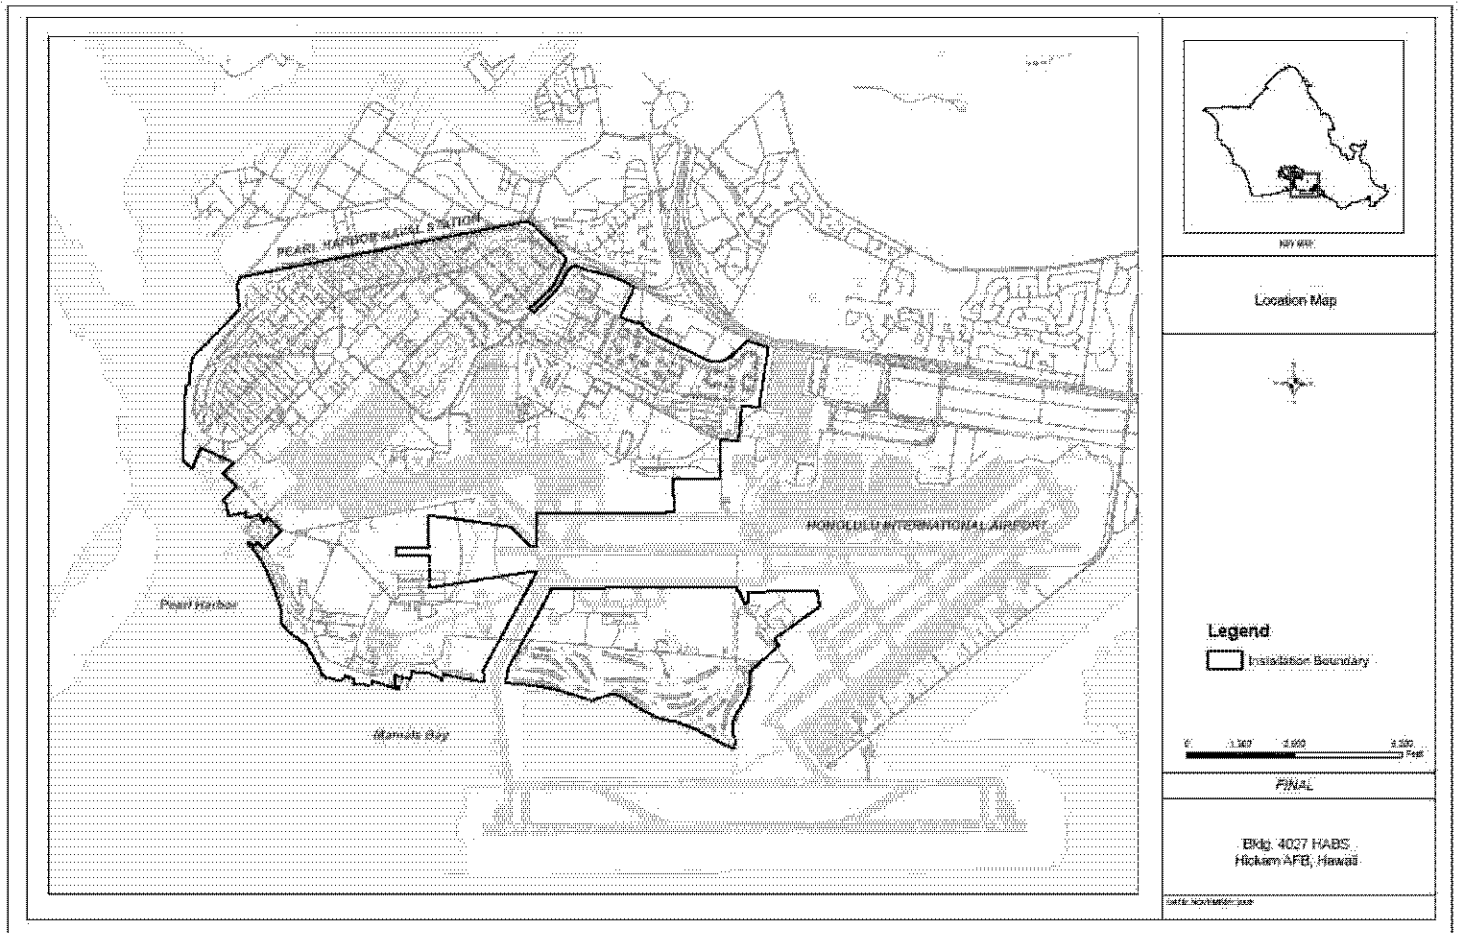 PEARL HARBOR NAVAL STATION
HONOLULU INTERNATIONAL AIRPORT
Pearl Harbor
Mamala Bay
KEY MAP
Location Map
Legend
Installation Boundary
0
Feet
FINAL
Bldg. 4027 HABS
Hickam AFB, Hawaii